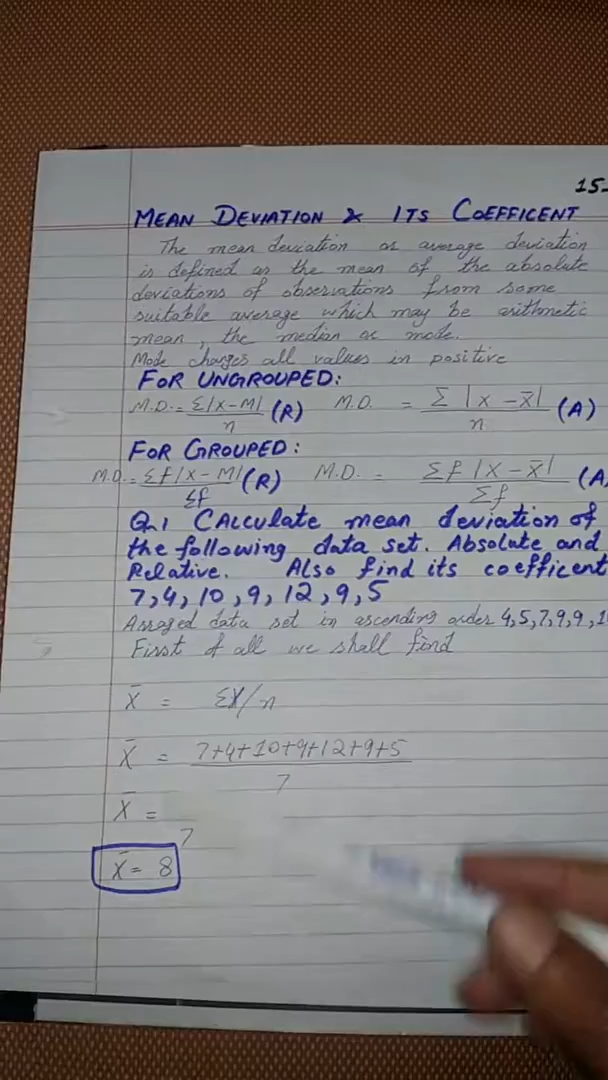 15-
MEAN DEVIATION & ITS COEFFICENT
The mean deviation or average deviation
is defined as the mean of the absolute
deviations of observations from some
suitable average which may be arithmetic
mean, the median or mode.
Mode changes all values in positive
FOR UNGROUPED:
M.D. = Σ|X-M|/n (R) M.D. = Σ|x-x̄|/n (A)
FOR GROUPED:
M.D. = Σf|X-M|/Σf (R) M.D. = Σf|X-x̄|/Σf (A)
Q.1 CALCULATE mean deviation of
the following data set. Absolute and
Relative. Also find its coefficent
7,4,10,9,12,9,5
Arraged data set in ascending order 4,5,7,9,9,1
First of all we shall find
X̄ = ΣX/n
X̄ = 7+4+10+9+12+9+5
7
X̄ =
7
X̄ = 8